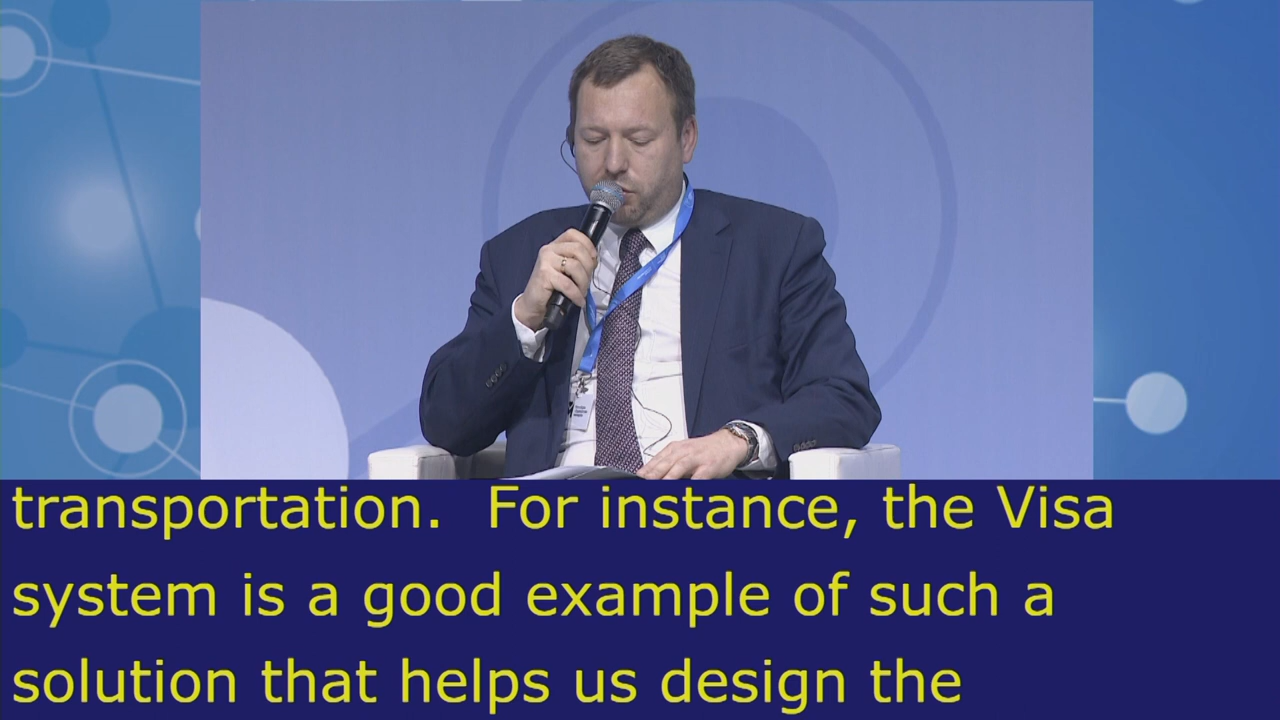 transportation.  For instance, the Visa
system is a good example of such a
solution that helps us design the